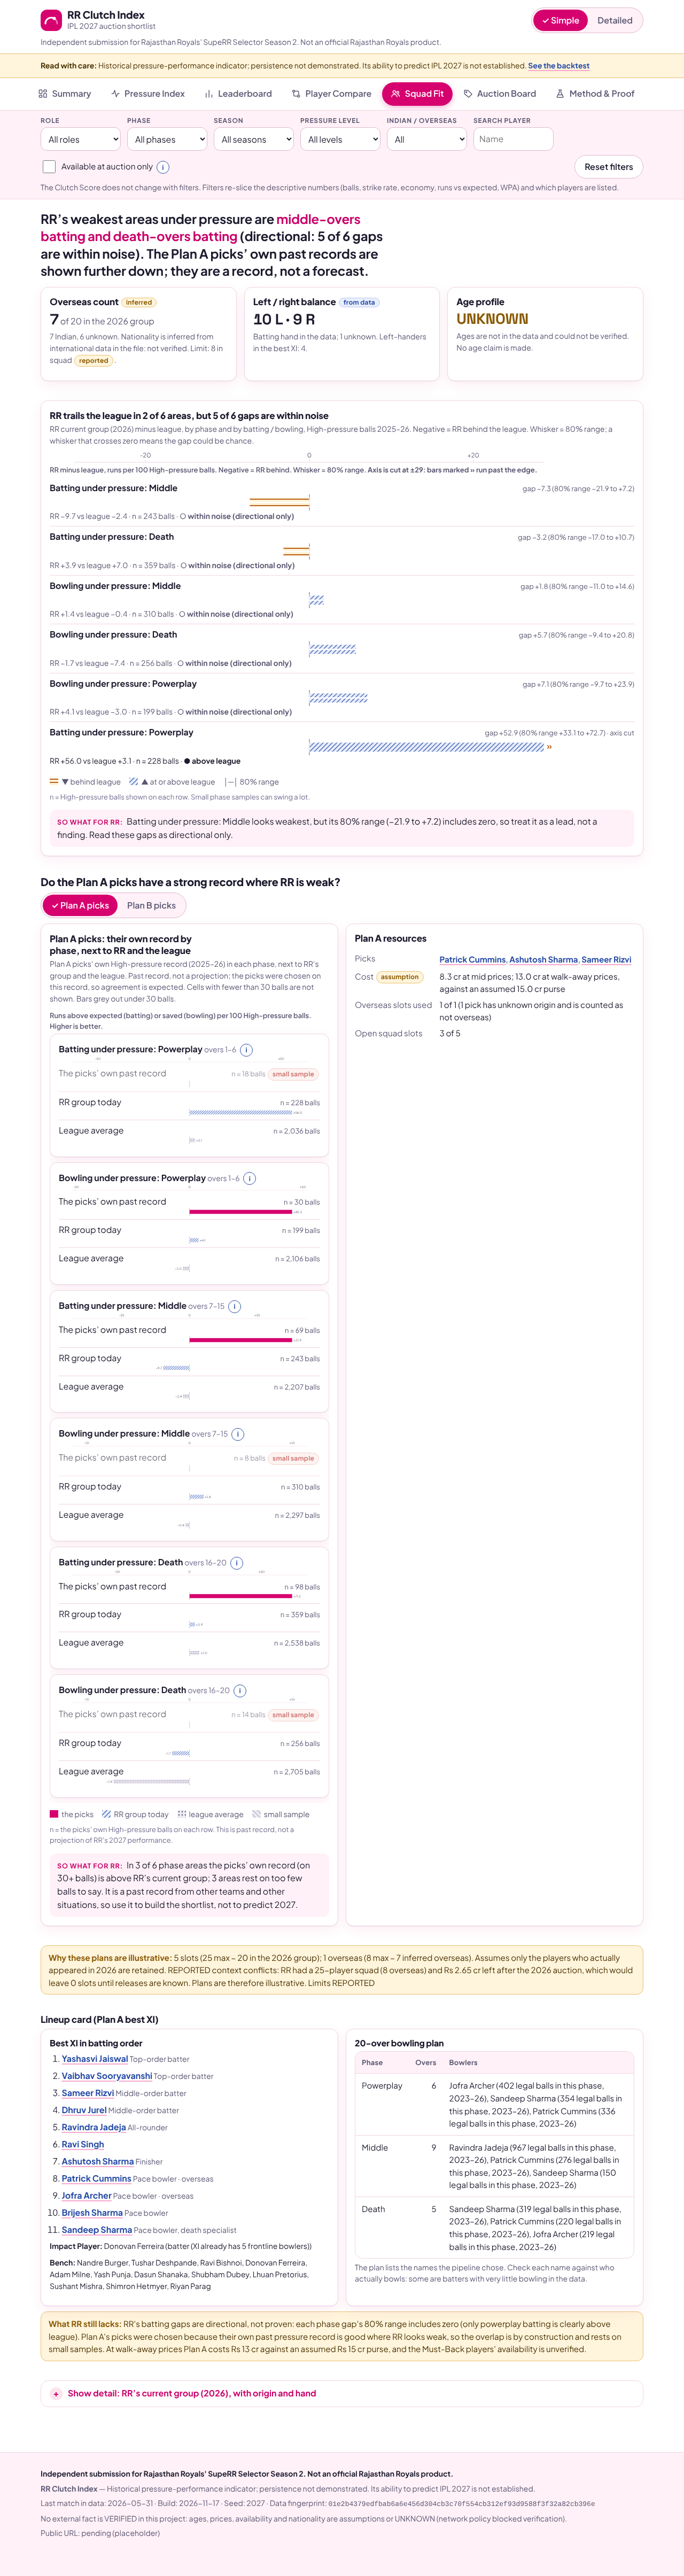 RR Clutch Index
IPL 2027 auction shortlist
✓ Simple
Detailed
Independent submission for Rajasthan Royals' SupeRR Selector Season 2. Not an official Rajasthan Royals product.
Read with care: Historical pressure-performance indicator; persistence not demonstrated. Its ability to predict IPL 2027 is not established. See the backtest
Summary
Pressure Index
Leaderboard
Player Compare
Squad Fit
Auction Board
Method & Proof
ROLE
PHASE
SEASON
PRESSURE LEVEL
INDIAN / OVERSEAS
SEARCH PLAYER
All roles
All phases
All seasons
All levels
All
Name
Available at auction only i
Reset filters
The Clutch Score does not change with filters. Filters re-slice the descriptive numbers (balls, strike rate, economy, runs vs expected, WPA) and which players are listed.
RR's weakest areas under pressure are middle-overs
batting and death-overs batting (directional: 5 of 6 gaps
are within noise). The Plan A picks' own past records are
shown further down; they are a record, not a forecast.
Overseas count inferred
7 of 20 in the 2026 group
7 Indian, 6 unknown. Nationality is inferred from
international data in the file: not verified. Limit: 8 in
squad reported.
Left / right balance from data
10 L · 9 R
Batting hand in the data; 1 unknown. Left-handers
in the best XI: 4.
Age profile
UNKNOWN
Ages are not in the data and could not be verified.
No age claim is made.
RR trails the league in 2 of 6 areas, but 5 of 6 gaps are within noise
RR current group (2026) minus league, by phase and by batting / bowling, High-pressure balls 2025-26. Negative = RR behind the league. Whisker = 80% range; a
whisker that crosses zero means the gap could be chance.
-20
0
+20
RR minus league, runs per 100 High-pressure balls. Negative = RR behind. Whisker = 80% range. Axis is cut at ±29: bars marked » run past the edge.
Batting under pressure: Middle
gap −7.3 (80% range −21.9 to +7.2)
RR −9.7 vs league −2.4 · n = 243 balls · O within noise (directional only)
Batting under pressure: Death
gap −3.2 (80% range −17.0 to +10.7)
RR +3.9 vs league +7.0 · n = 359 balls · O within noise (directional only)
Bowling under pressure: Middle
gap +1.8 (80% range −11.0 to +14.6)
RR +1.4 vs league −0.4 · n = 310 balls · O within noise (directional only)
Bowling under pressure: Death
gap +5.7 (80% range −9.4 to +20.8)
RR −1.7 vs league −7.4 · n = 256 balls · O within noise (directional only)
Bowling under pressure: Powerplay
gap +7.1 (80% range −9.7 to +23.9)
RR +4.1 vs league −3.0 · n = 199 balls · O within noise (directional only)
Batting under pressure: Powerplay
gap +52.9 (80% range +33.1 to +72.7) · axis cut
»
RR +56.0 vs league +3.1 · n = 228 balls · ● above league
▼ behind league
▲ at or above league
|—| 80% range
n = High-pressure balls shown on each row. Small phase samples can swing a lot.
SO WHAT FOR RR: Batting under pressure: Middle looks weakest, but its 80% range (−21.9 to +7.2) includes zero, so treat it as a lead, not a
finding. Read these gaps as directional only.
Do the Plan A picks have a strong record where RR is weak?
✓ Plan A picks
Plan B picks
Plan A picks: their own record by
phase, next to RR and the league
Plan A picks' own High-pressure record (2025-26) in each phase, next to RR's
group and the league. Past record, not a projection; the picks were chosen on
this record, so agreement is expected. Cells with fewer than 30 balls are not
shown. Bars grey out under 30 balls.
Runs above expected (batting) or saved (bowling) per 100 High-pressure balls.
Higher is better.
Batting under pressure: Powerplay overs 1-6 i
The picks' own past record
n = 18 balls small sample
RR group today
n = 228 balls
League average
n = 2,036 balls
Bowling under pressure: Powerplay overs 1-6 i
The picks' own past record
n = 30 balls
RR group today
n = 199 balls
League average
n = 2,106 balls
Batting under pressure: Middle overs 7-15 i
The picks' own past record
n = 69 balls
RR group today
n = 243 balls
League average
n = 2,207 balls
Bowling under pressure: Middle overs 7-15 i
The picks' own past record
n = 8 balls small sample
RR group today
n = 310 balls
League average
n = 2,297 balls
Batting under pressure: Death overs 16-20 i
The picks' own past record
n = 98 balls
RR group today
n = 359 balls
League average
n = 2,538 balls
Bowling under pressure: Death overs 16-20 i
The picks' own past record
n = 14 balls small sample
RR group today
n = 256 balls
League average
n = 2,705 balls
the picks
RR group today
league average
small sample
n = the picks' own High-pressure balls on each row. This is past record, not a
projection of RR's 2027 performance.
SO WHAT FOR RR: In 3 of 6 phase areas the picks' own record (on
30+ balls) is above RR's current group; 3 areas rest on too few
balls to say. It is a past record from other teams and other
situations, so use it to build the shortlist, not to predict 2027.
Plan A resources
Picks
Patrick Cummins, Ashutosh Sharma, Sameer Rizvi
Cost assumption
8.3 cr at mid prices; 13.0 cr at walk-away prices,
against an assumed 15.0 cr purse
Overseas slots used
1 of 1 (1 pick has unknown origin and is counted as
not overseas)
Open squad slots
3 of 5
Why these plans are illustrative: 5 slots (25 max − 20 in the 2026 group); 1 overseas (8 max − 7 inferred overseas). Assumes only the players who actually
appeared in 2026 are retained. REPORTED context conflicts: RR had a 25-player squad (8 overseas) and Rs 2.65 cr left after the 2026 auction, which would
leave 0 slots until releases are known. Plans are therefore illustrative. Limits REPORTED
Lineup card (Plan A best XI)
Best XI in batting order
1. Yashasvi Jaiswal Top-order batter
2. Vaibhav Sooryavanshi Top-order batter
3. Sameer Rizvi Middle-order batter
4. Dhruv Jurel Middle-order batter
5. Ravindra Jadeja All-rounder
6. Ravi Singh
7. Ashutosh Sharma Finisher
8. Patrick Cummins Pace bowler · overseas
9. Jofra Archer Pace bowler · overseas
10. Brijesh Sharma Pace bowler
11. Sandeep Sharma Pace bowler, death specialist
Impact Player: Donovan Ferreira (batter (XI already has 5 frontline bowlers))
Bench: Nandre Burger, Tushar Deshpande, Ravi Bishnoi, Donovan Ferreira,
Adam Milne, Yash Punja, Dasun Shanaka, Shubham Dubey, Lhuan Pretorius,
Sushant Mishra, Shimron Hetmyer, Riyan Parag
20-over bowling plan
Phase
Overs
Bowlers
Powerplay
6
Jofra Archer (402 legal balls in this phase,
2023-26), Sandeep Sharma (354 legal balls in
this phase, 2023-26), Patrick Cummins (336
legal balls in this phase, 2023-26)
Middle
9
Ravindra Jadeja (967 legal balls in this phase,
2023-26), Patrick Cummins (276 legal balls in
this phase, 2023-26), Sandeep Sharma (150
legal balls in this phase, 2023-26)
Death
5
Sandeep Sharma (319 legal balls in this phase,
2023-26), Patrick Cummins (220 legal balls in
this phase, 2023-26), Jofra Archer (219 legal
balls in this phase, 2023-26)
The plan lists the names the pipeline chose. Check each name against who
actually bowls: some are batters with very little bowling in the data.
What RR still lacks: RR's batting gaps are directional, not proven: each phase gap's 80% range includes zero (only powerplay batting is clearly above
league). Plan A's picks were chosen because their own past pressure record is good where RR looks weak, so the overlap is by construction and rests on
small samples. At walk-away prices Plan A costs Rs 13 cr against an assumed Rs 15 cr purse, and the Must-Back players' availability is unverified.
+ Show detail: RR's current group (2026), with origin and hand
Independent submission for Rajasthan Royals' SupeRR Selector Season 2. Not an official Rajasthan Royals product.
RR Clutch Index — Historical pressure-performance indicator; persistence not demonstrated. Its ability to predict IPL 2027 is not established.
Last match in data: 2026-05-31 · Build: 2026-11-17 · Seed: 2027 · Data fingerprint:
No external fact is VERIFIED in this project: ages, prices, availability and nationality are assumptions or UNKNOWN (network policy blocked verification).
Public URL: pending (placeholder)